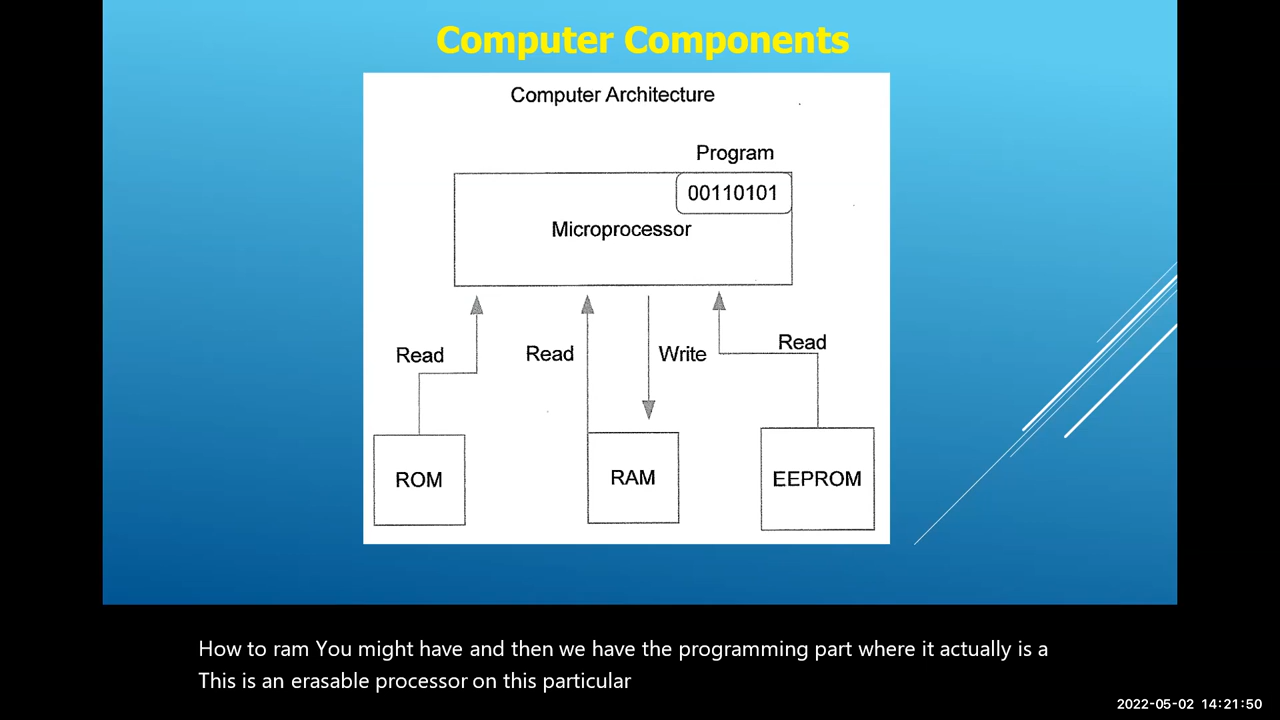 Computer Components
Computer Architecture
Program
00110101
Microprocessor
Read
Read
Write
Read
ROM
RAM
EEPROM
How to ram You might have and then we have the programming part where it actually is a
This is an erasable processor on this particular
2022-05-02 14:21:50